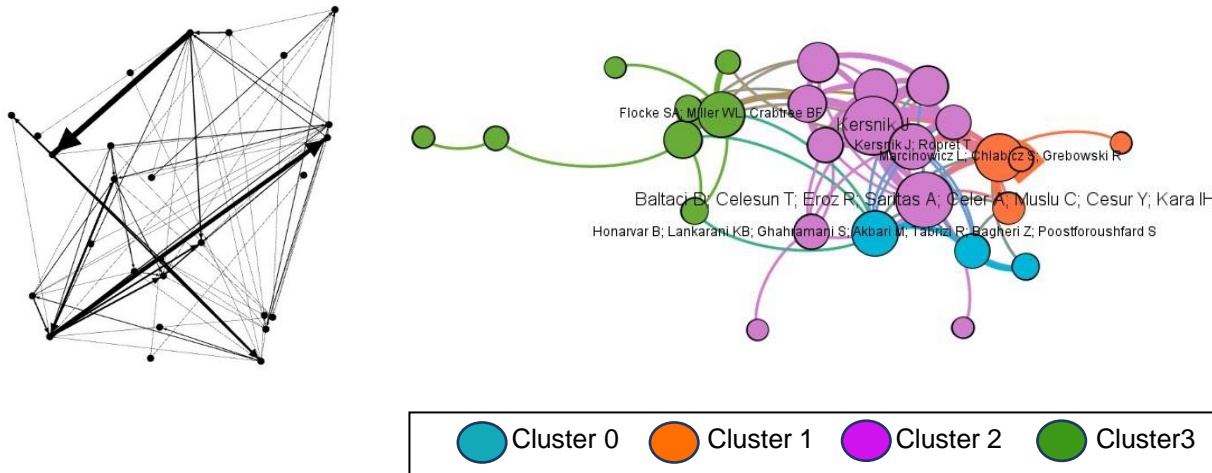 Flocke SA; Miller WL; Crabtree BF
Kersnik J
Kersnik J; Ropret T
Marcinowicz L; Chlabicz S; Grebowski R
Baltaci D; Celesun T; Eroz R; Saritas A; Celer A; Muslu C; Cesur Y; Kara IH
Honarvar B; Lankarani KB; Ghahramani S; Akbari M; Tabrizi R; Bagheri Z; Poostforoushfard S
Cluster 0 Cluster 1 Cluster 2 Cluster3